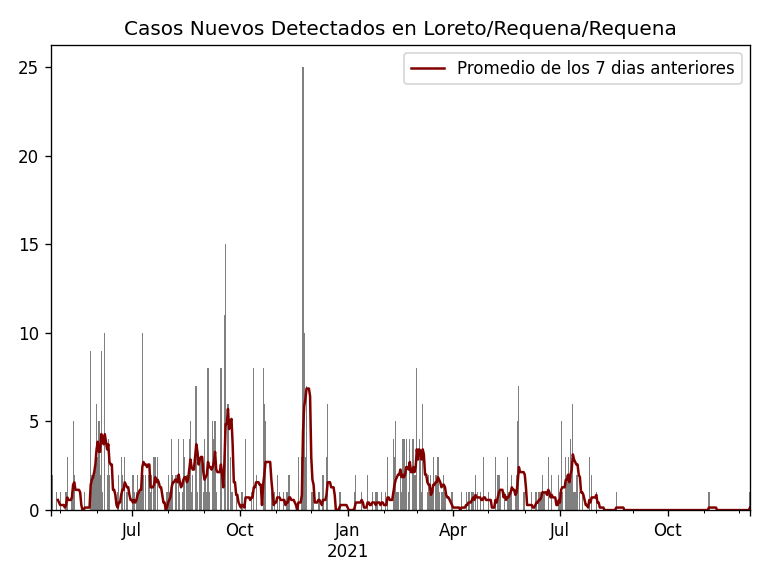 Casos Nuevos Detectados en Loreto/Requena/Requena
Promedio de los 7 dias anteriores
25
20
15
10
5
0
Jul
Oct
Jan
Apr
Jul
Oct
2021